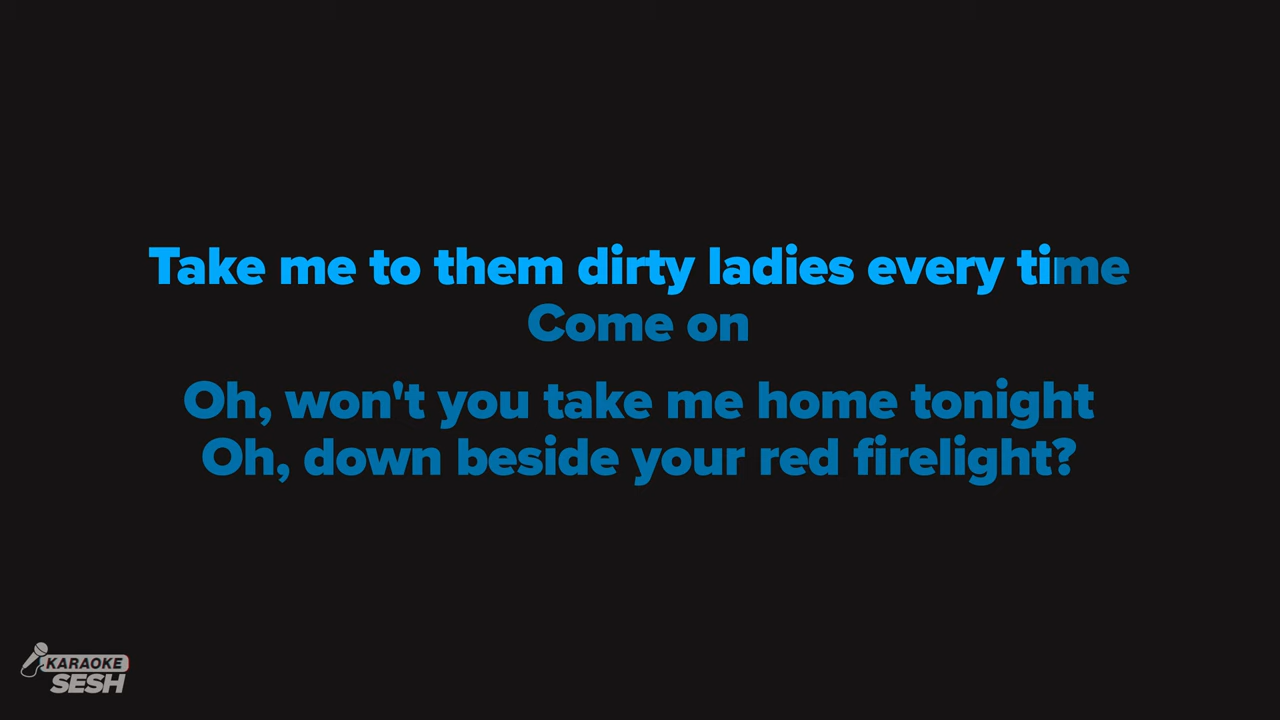 Take me to them dirty ladies every time
Come on
Oh, won't you take me home tonight
Oh, down beside your red firelight?
KARAOKE
SESH